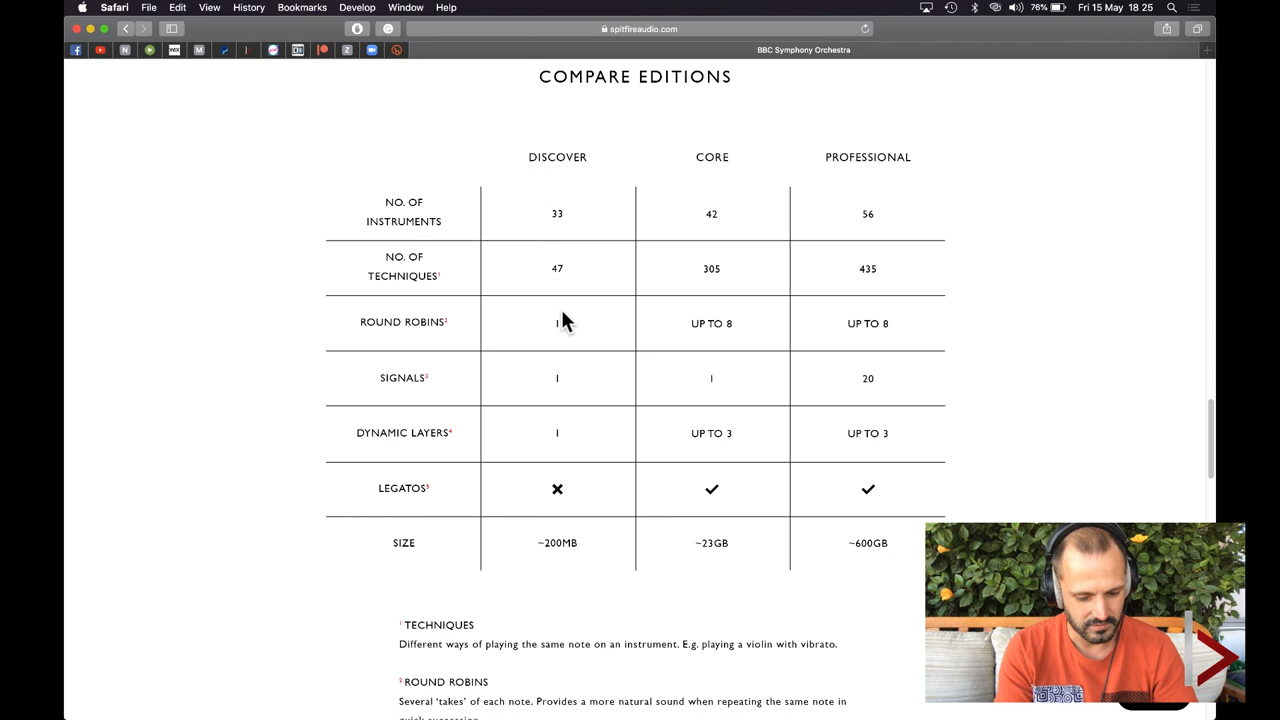 Safari File Edit View History Bookmarks Develop Window Help 76% Fri 15 May 18 25
spitfireaudio.com
BBC Symphony Orchestra
COMPARE EDITIONS
DISCOVER CORE PROFESSIONAL
NO. OF
INSTRUMENTS 33 42 56
NO. OF
TECHNIQUES¹ 47 305 435
ROUND ROBINS² 1 UP TO 8 UP TO 8
SIGNALS³ 1 1 20
DYNAMIC LAYERS⁴ 1 UP TO 3 UP TO 3
LEGATOS⁵ ✖ ✔ ✔
SIZE ~200MB ~23GB ~600GB
¹ TECHNIQUES
Different ways of playing the same note on an instrument. E.g. playing a violin with vibrato.
² ROUND ROBINS
Several ‘takes’ of each note. Provides a more natural sound when repeating the same note in
quick succession.